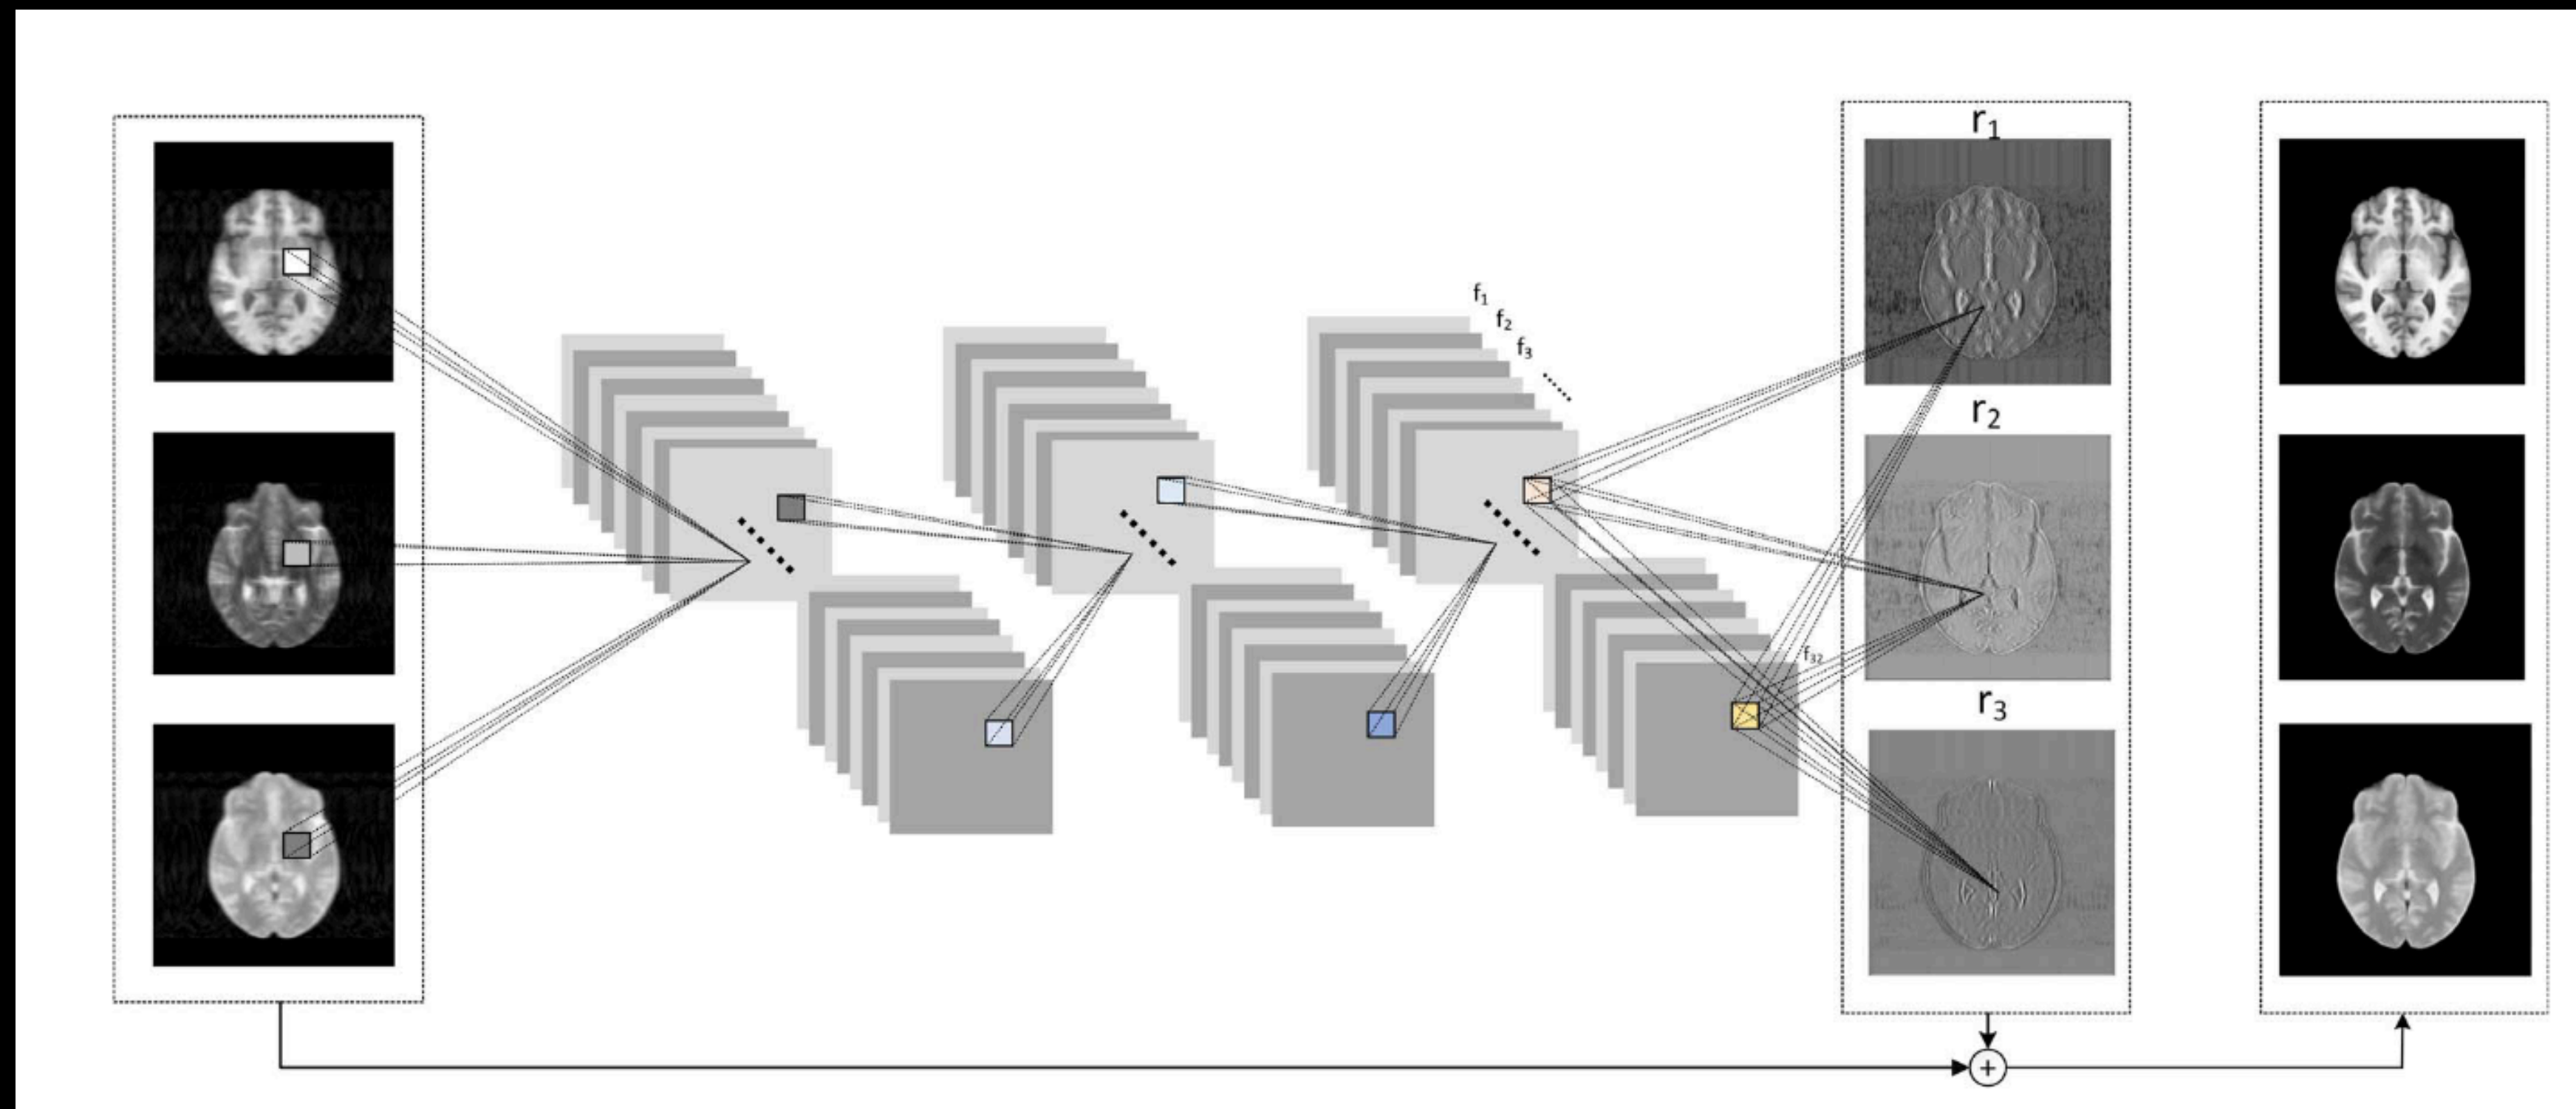 r₁
f₁
f₂
f₃
r₂
f₃₂
r₃
+